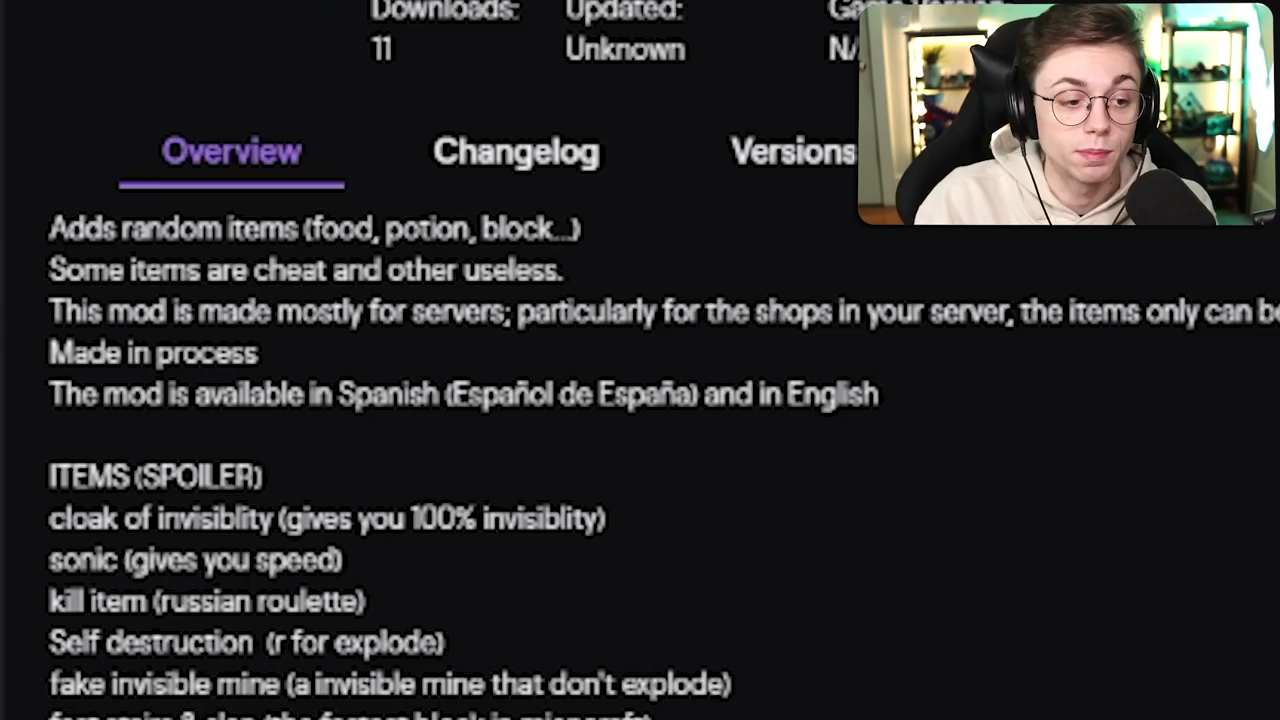 Downloads: Updated: Game Version
11 Unknown N/
Overview Changelog Versions
Adds random items (food, potion, block...)
Some items are cheat and other useless.
This mod is made mostly for servers; particularly for the shops in your server, the items only can be
Made in process
The mod is available in Spanish (Español de España) and in English
ITEMS (SPOILER)
cloak of invisiblity (gives you 100% invisiblity)
sonic (gives you speed)
kill item (russian roulette)
Self destruction (r for explode)
fake invisible mine (a invisible mine that don't explode)